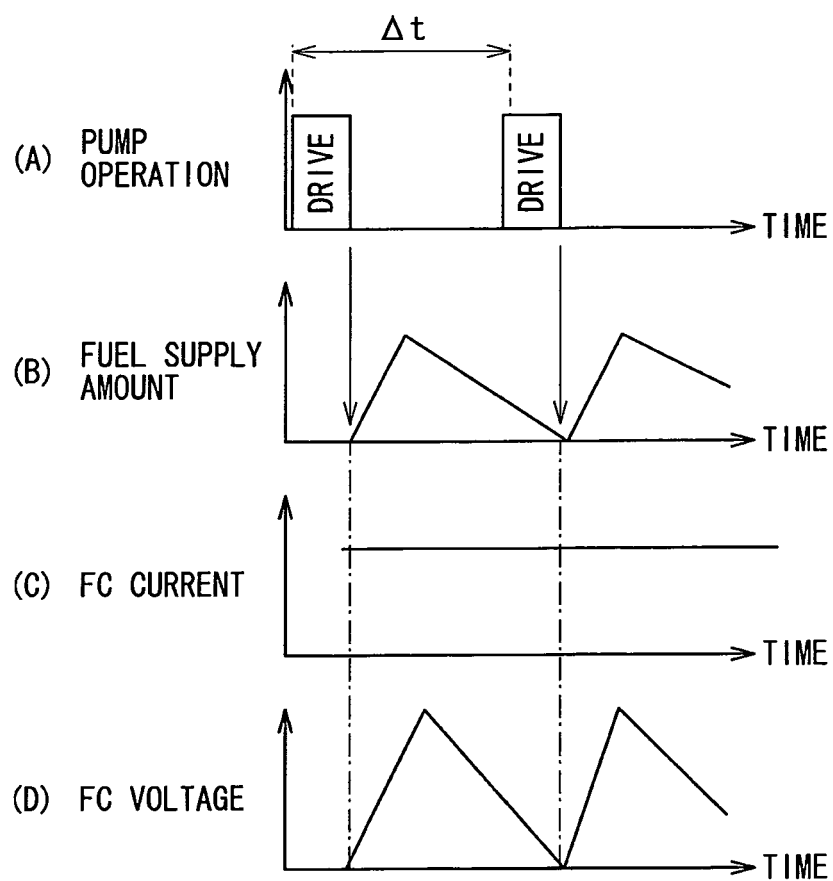 Δt
(A) PUMP
OPERATION
DRIVE
DRIVE
TIME
(B) FUEL SUPPLY
AMOUNT
TIME
(C) FC CURRENT
TIME
(D) FC VOLTAGE
TIME